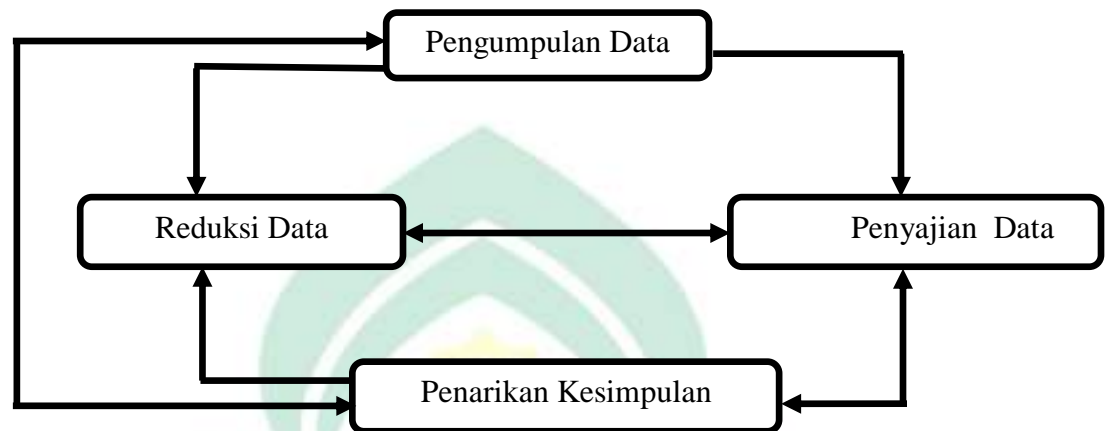 Pengumpulan Data
Reduksi Data
Penyajian Data
Penarikan Kesimpulan